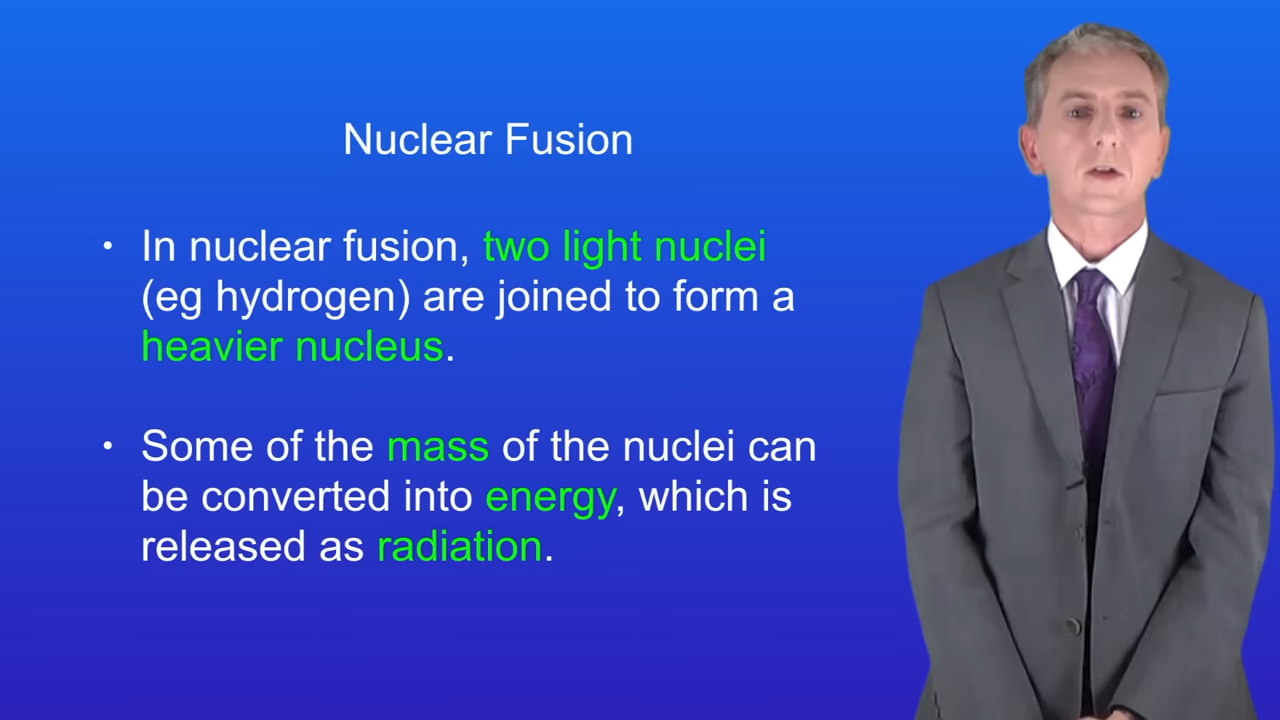 Nuclear Fusion
• In nuclear fusion, two light nuclei
(eg hydrogen) are joined to form a
heavier nucleus.
• Some of the mass of the nuclei can
be converted into energy, which is
released as radiation.